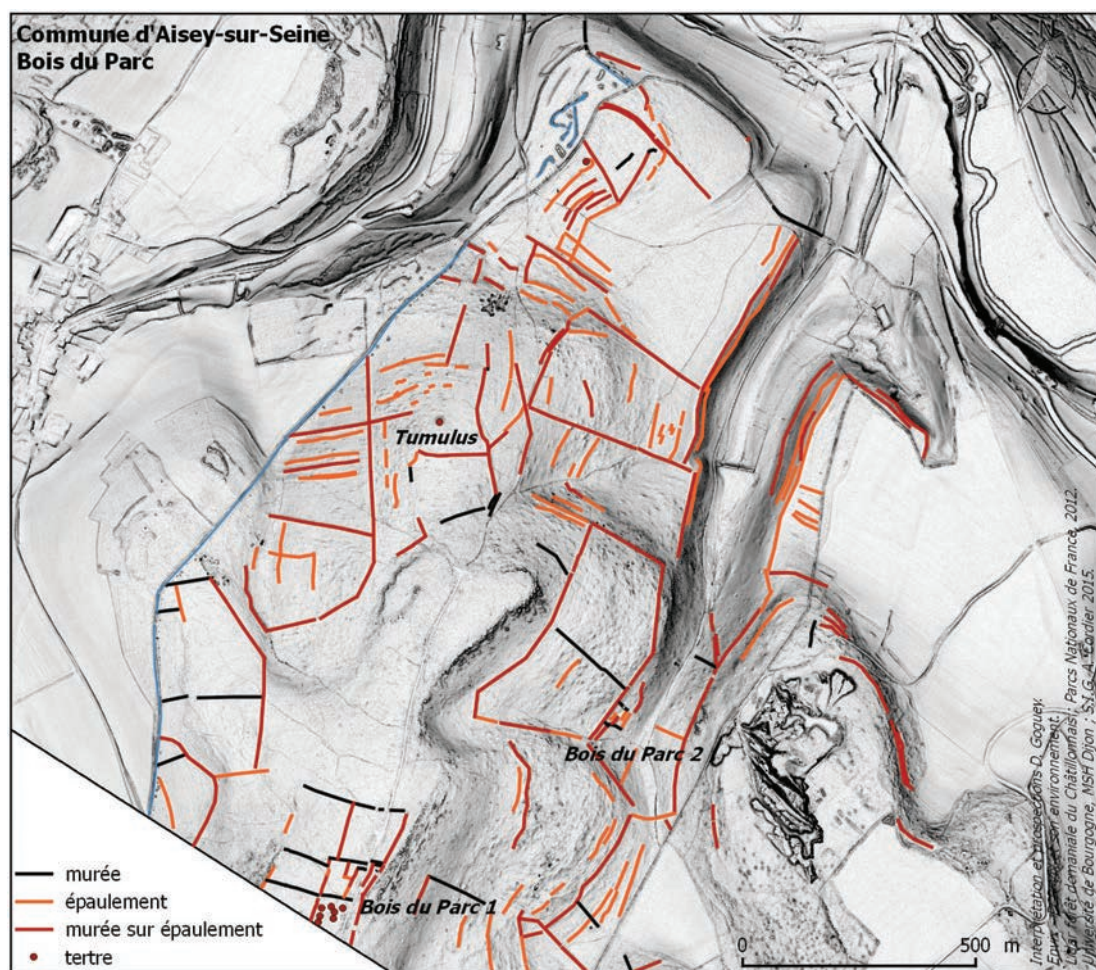 Commune d'Aisey-sur-Seine
Bois du Parc
Tumulus
Bois du Parc 2
Bois du Parc 1
murée
épaulement
murée sur épaulement
tertre
0 500 m
Interprétation et prospections D. Goguey.
son environnement.
Lidar forêt domaniale du Châtillonnais ; Parcs Nationaux de France, 2012.
Université de Bourgogne, MSH Dijon ; S.I.G. A. Cordier 2015.